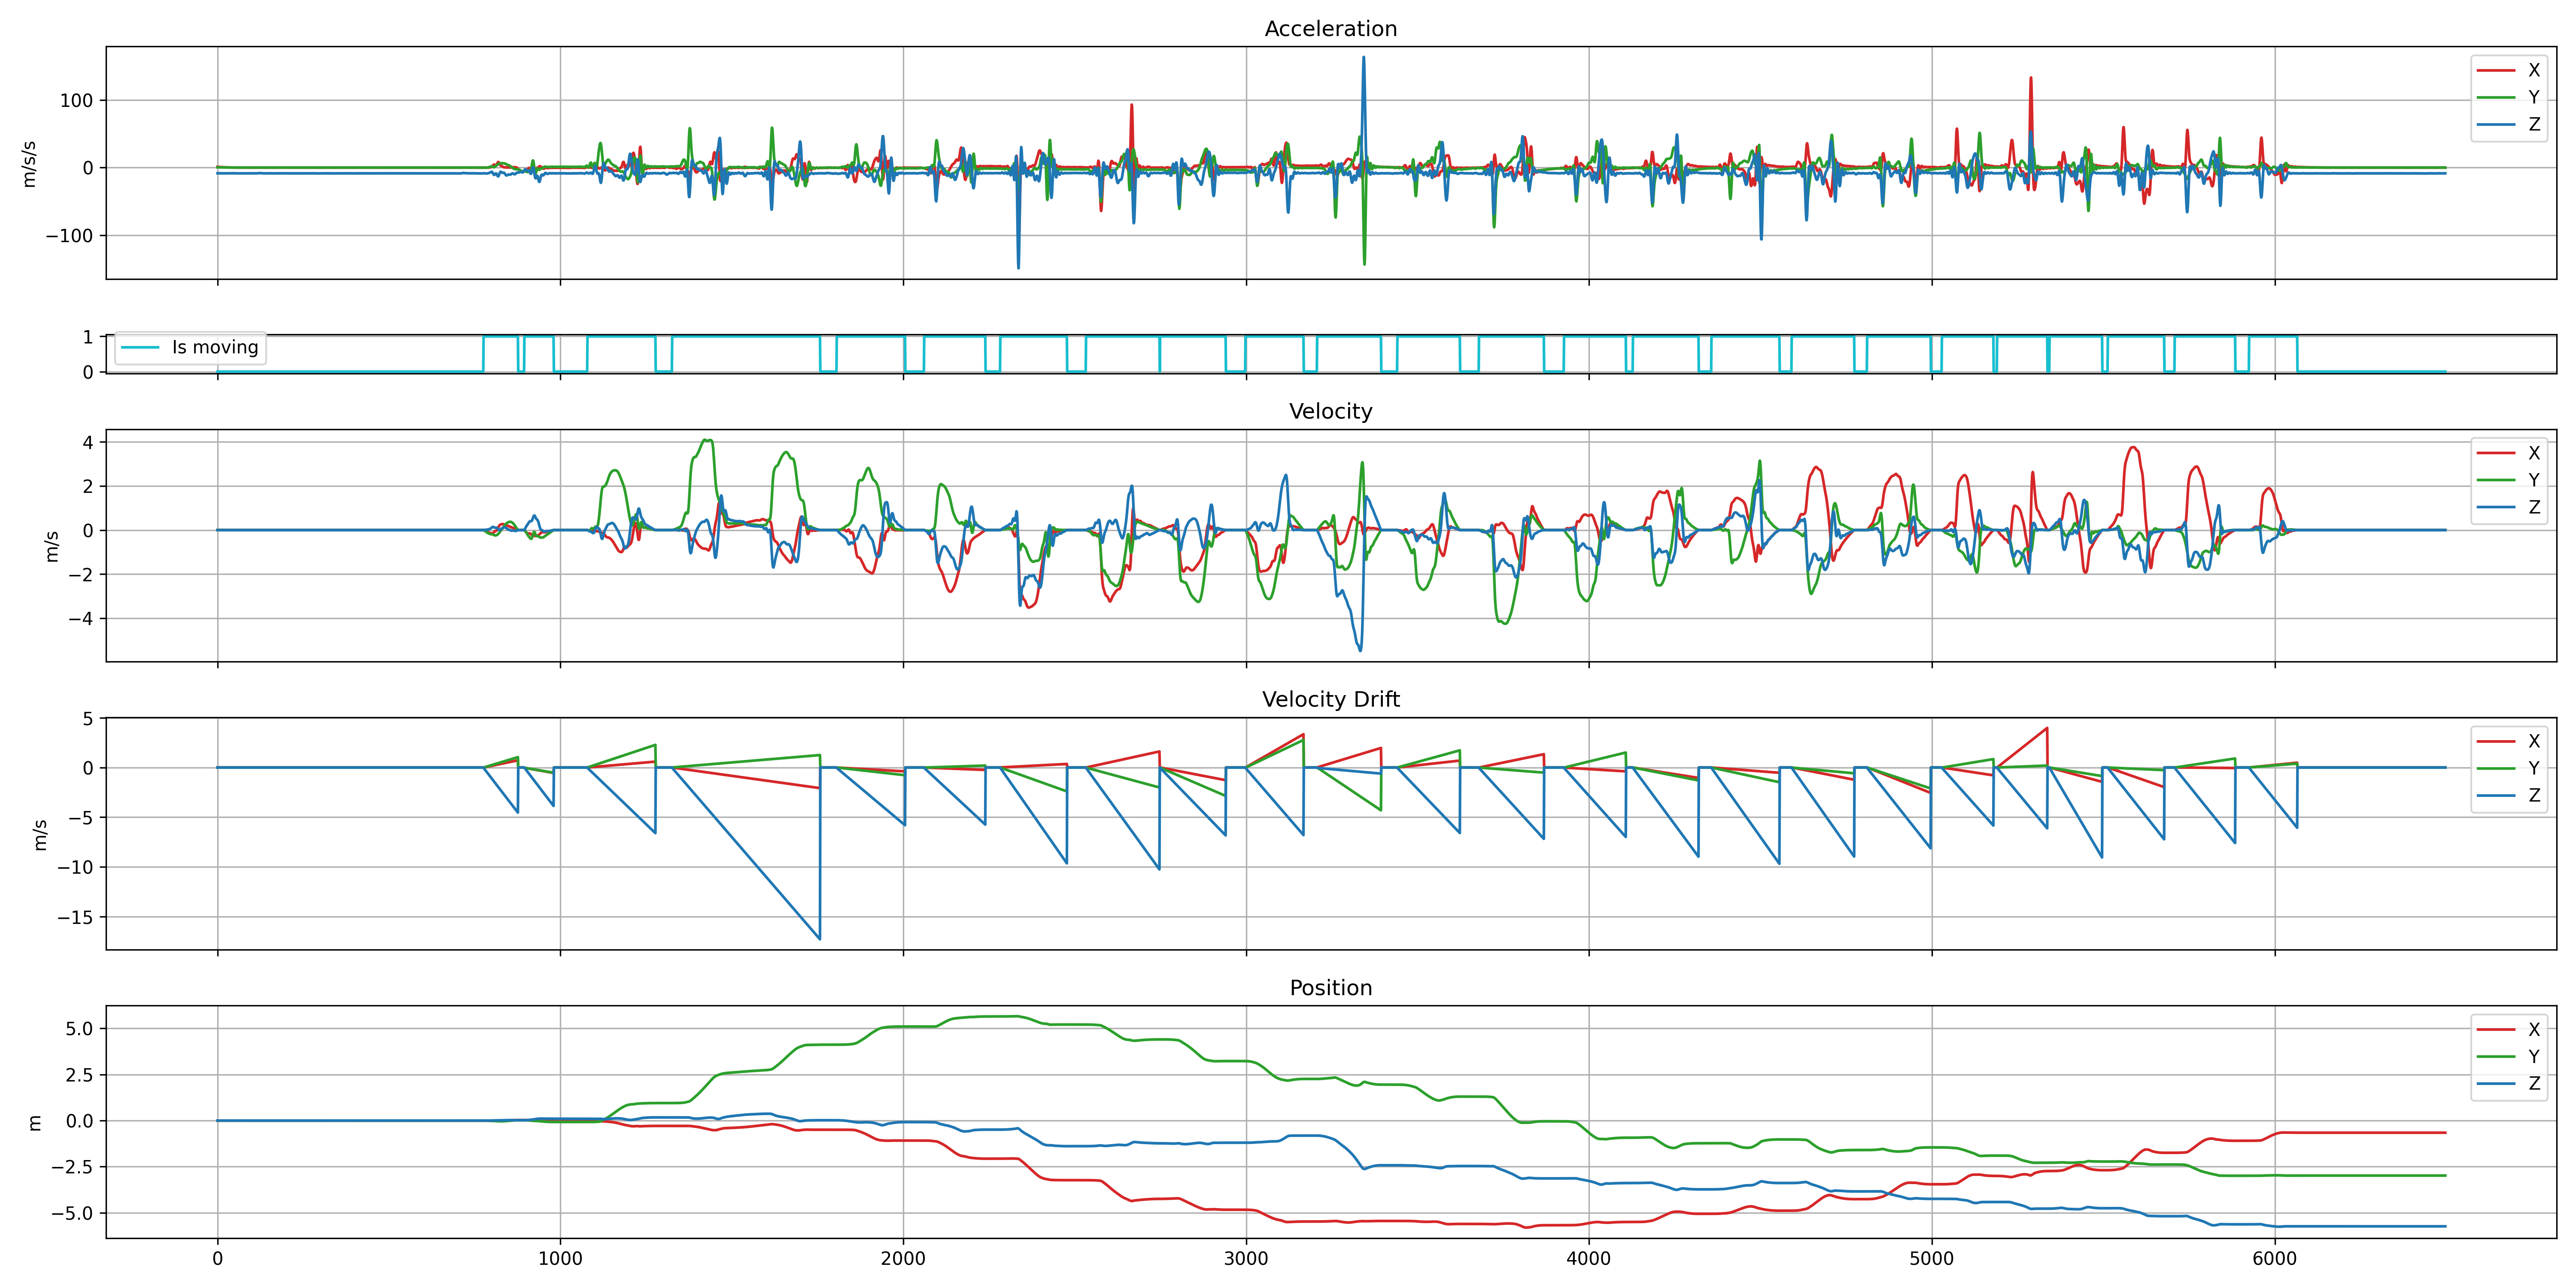 Acceleration
m/s/s
100
0
−100
X
Y
Z
1
0
Is moving
Velocity
m/s
4
2
0
−2
−4
X
Y
Z
Velocity Drift
m/s
5
0
−5
−10
−15
X
Y
Z
Position
m
5.0
2.5
0.0
−2.5
−5.0
X
Y
Z
0 1000 2000 3000 4000 5000 6000